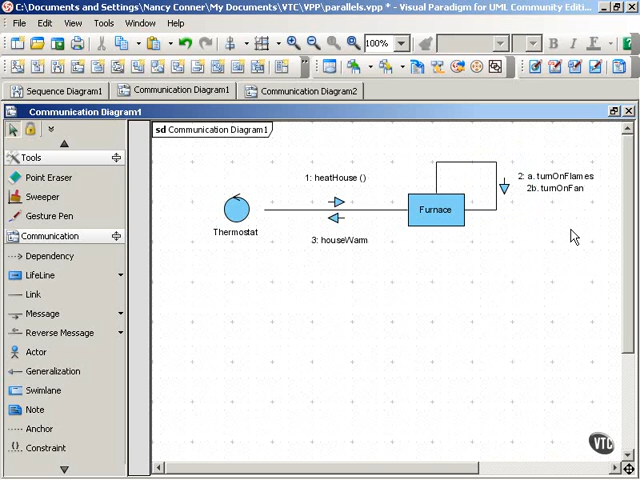 C:\Documents and Settings\Nancy Conner\My Documents\VTC\VPP\parallels.vpp * - Visual Paradigm for UML Community Editi...
File Edit View Tools Window Help
100%
B I F
Sequence Diagram1 Communication Diagram1 Communication Diagram2
Communication Diagram1
sd Communication Diagram1
Tools
Point Eraser
Sweeper
Gesture Pen
Communication
Dependency
LifeLine
Link
Message
Reverse Message
Actor
Generalization
Swimlane
Note
Anchor
Constraint
1: heatHouse ()
2: a. turnOnFlames
2b. turnOnFan
Furnace
Thermostat
3: houseWarm
VTC